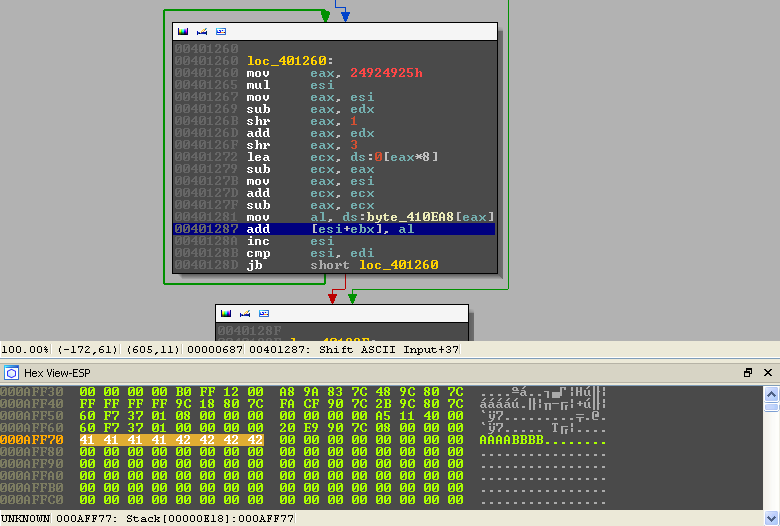 00401260
00401260 loc_401260:
00401260 mov eax, 24924925h
00401265 mul esi
00401267 mov eax, esi
00401269 sub eax, edx
0040126B shr eax, 1
0040126D add eax, edx
0040126F shr eax, 3
00401272 lea ecx, ds:0[eax*8]
00401279 sub ecx, eax
0040127B mov eax, esi
0040127D add ecx, ecx
0040127F sub eax, ecx
00401281 mov al, ds:byte_410EA8[eax]
00401287 add [esi+ebx], al
0040128A inc esi
0040128B cmp esi, edi
0040128D jb short loc_401260
0040128F
100.00% (-172,61) (605,11) 00000687 00401287: Shift ASCII Input+37
Hex View-ESP
000AFF30 00 00 00 00 B0 FF 12 00 A8 9A 83 7C 48 9C 80 7C
000AFF40 FF FF FF FF 9C 18 80 7C FA CF 90 7C 2B 9C 80 7C
000AFF50 60 F7 37 01 08 00 00 00 00 00 00 00 A5 11 40 00
000AFF60 60 F7 37 01 00 00 00 00 20 E9 90 7C 08 00 00 00
000AFF70 41 41 41 41 42 42 42 42 00 00 00 00 00 00 00 00 AAAABBBB........
000AFF80 00 00 00 00 00 00 00 00 00 00 00 00 00 00 00 00 ................
000AFF90 00 00 00 00 00 00 00 00 00 00 00 00 00 00 00 00 ................
000AFFA0 00 00 00 00 00 00 00 00 00 00 00 00 00 00 00 00 ................
000AFFB0 00 00 00 00 00 00 00 00 00 00 00 00 00 00 00 00 ................
000AFFC0 00 00 00 00 00 00 00 00 00 00 00 00 00 00 00 00 ................
UNKNOWN 000AFF77: Stack[00000E18]:000AFF77